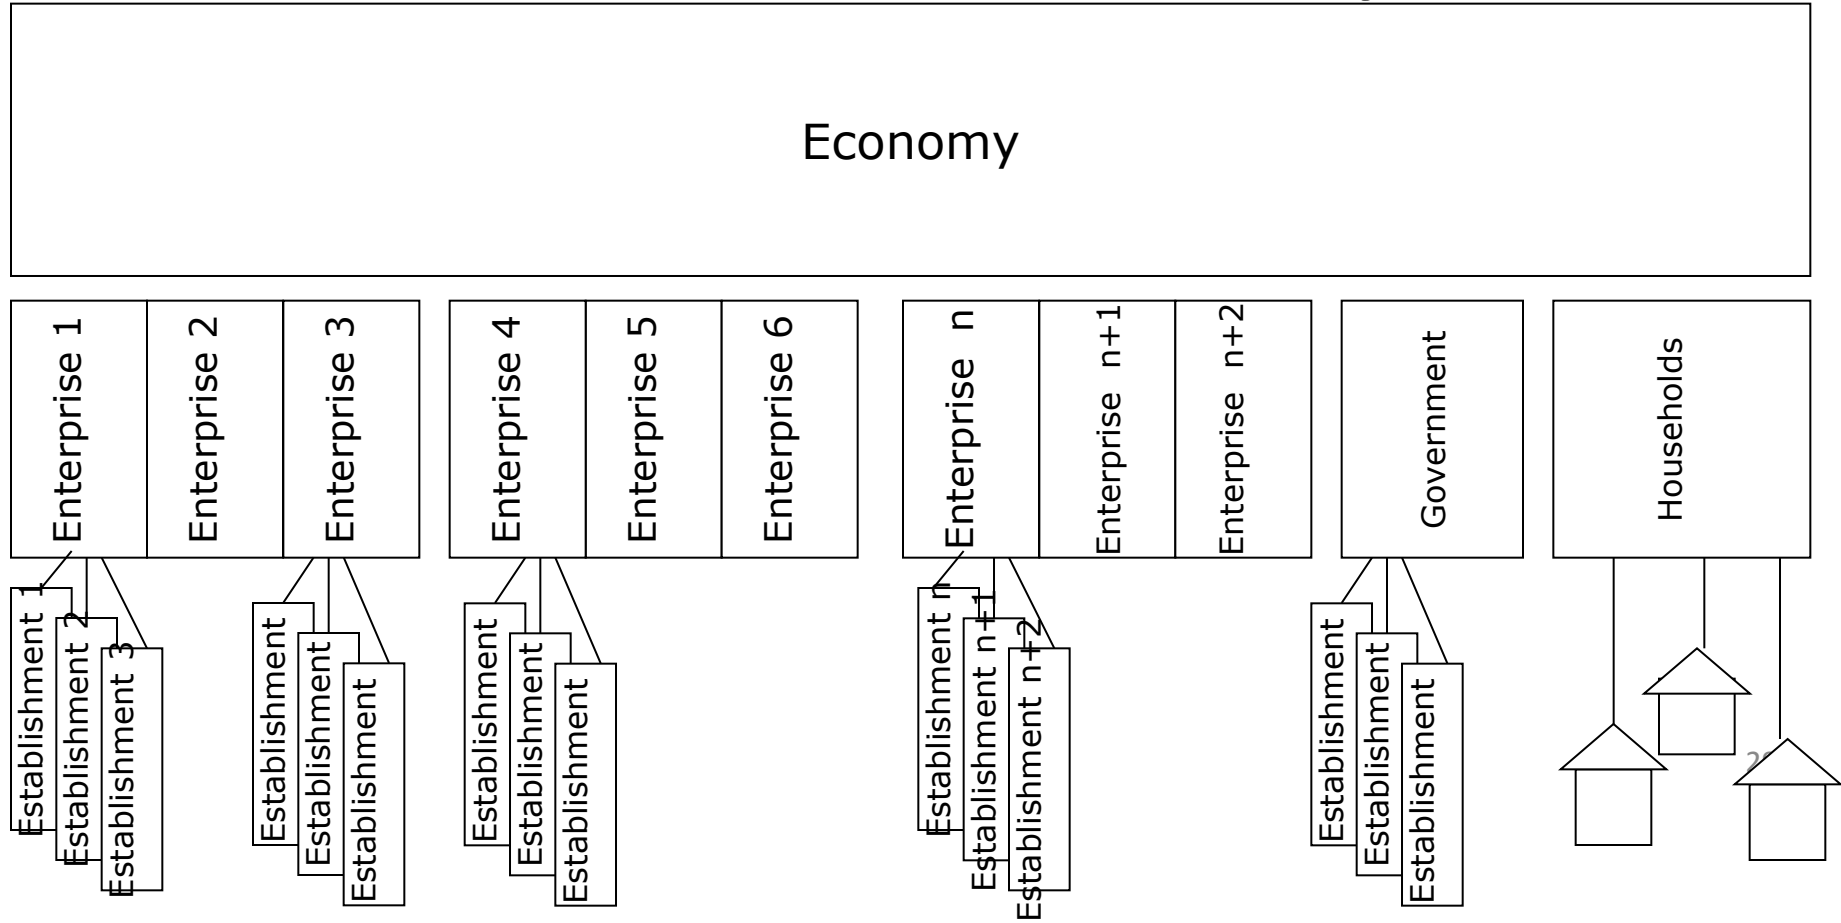 Economy
Enterprise 1
Enterprise 2
Enterprise 3
Enterprise 4
Enterprise 5
Enterprise 6
Enterprise n
Enterprise n+1
Enterprise n+2
Government
Households
Establishment 1
Establishment 2
Establishment 3
Establishment
Establishment
Establishment
Establishment
Establishment
Establishment
Establishment n
Establishment n+1
Establishment n+2
Establishment
Establishment
Establishment